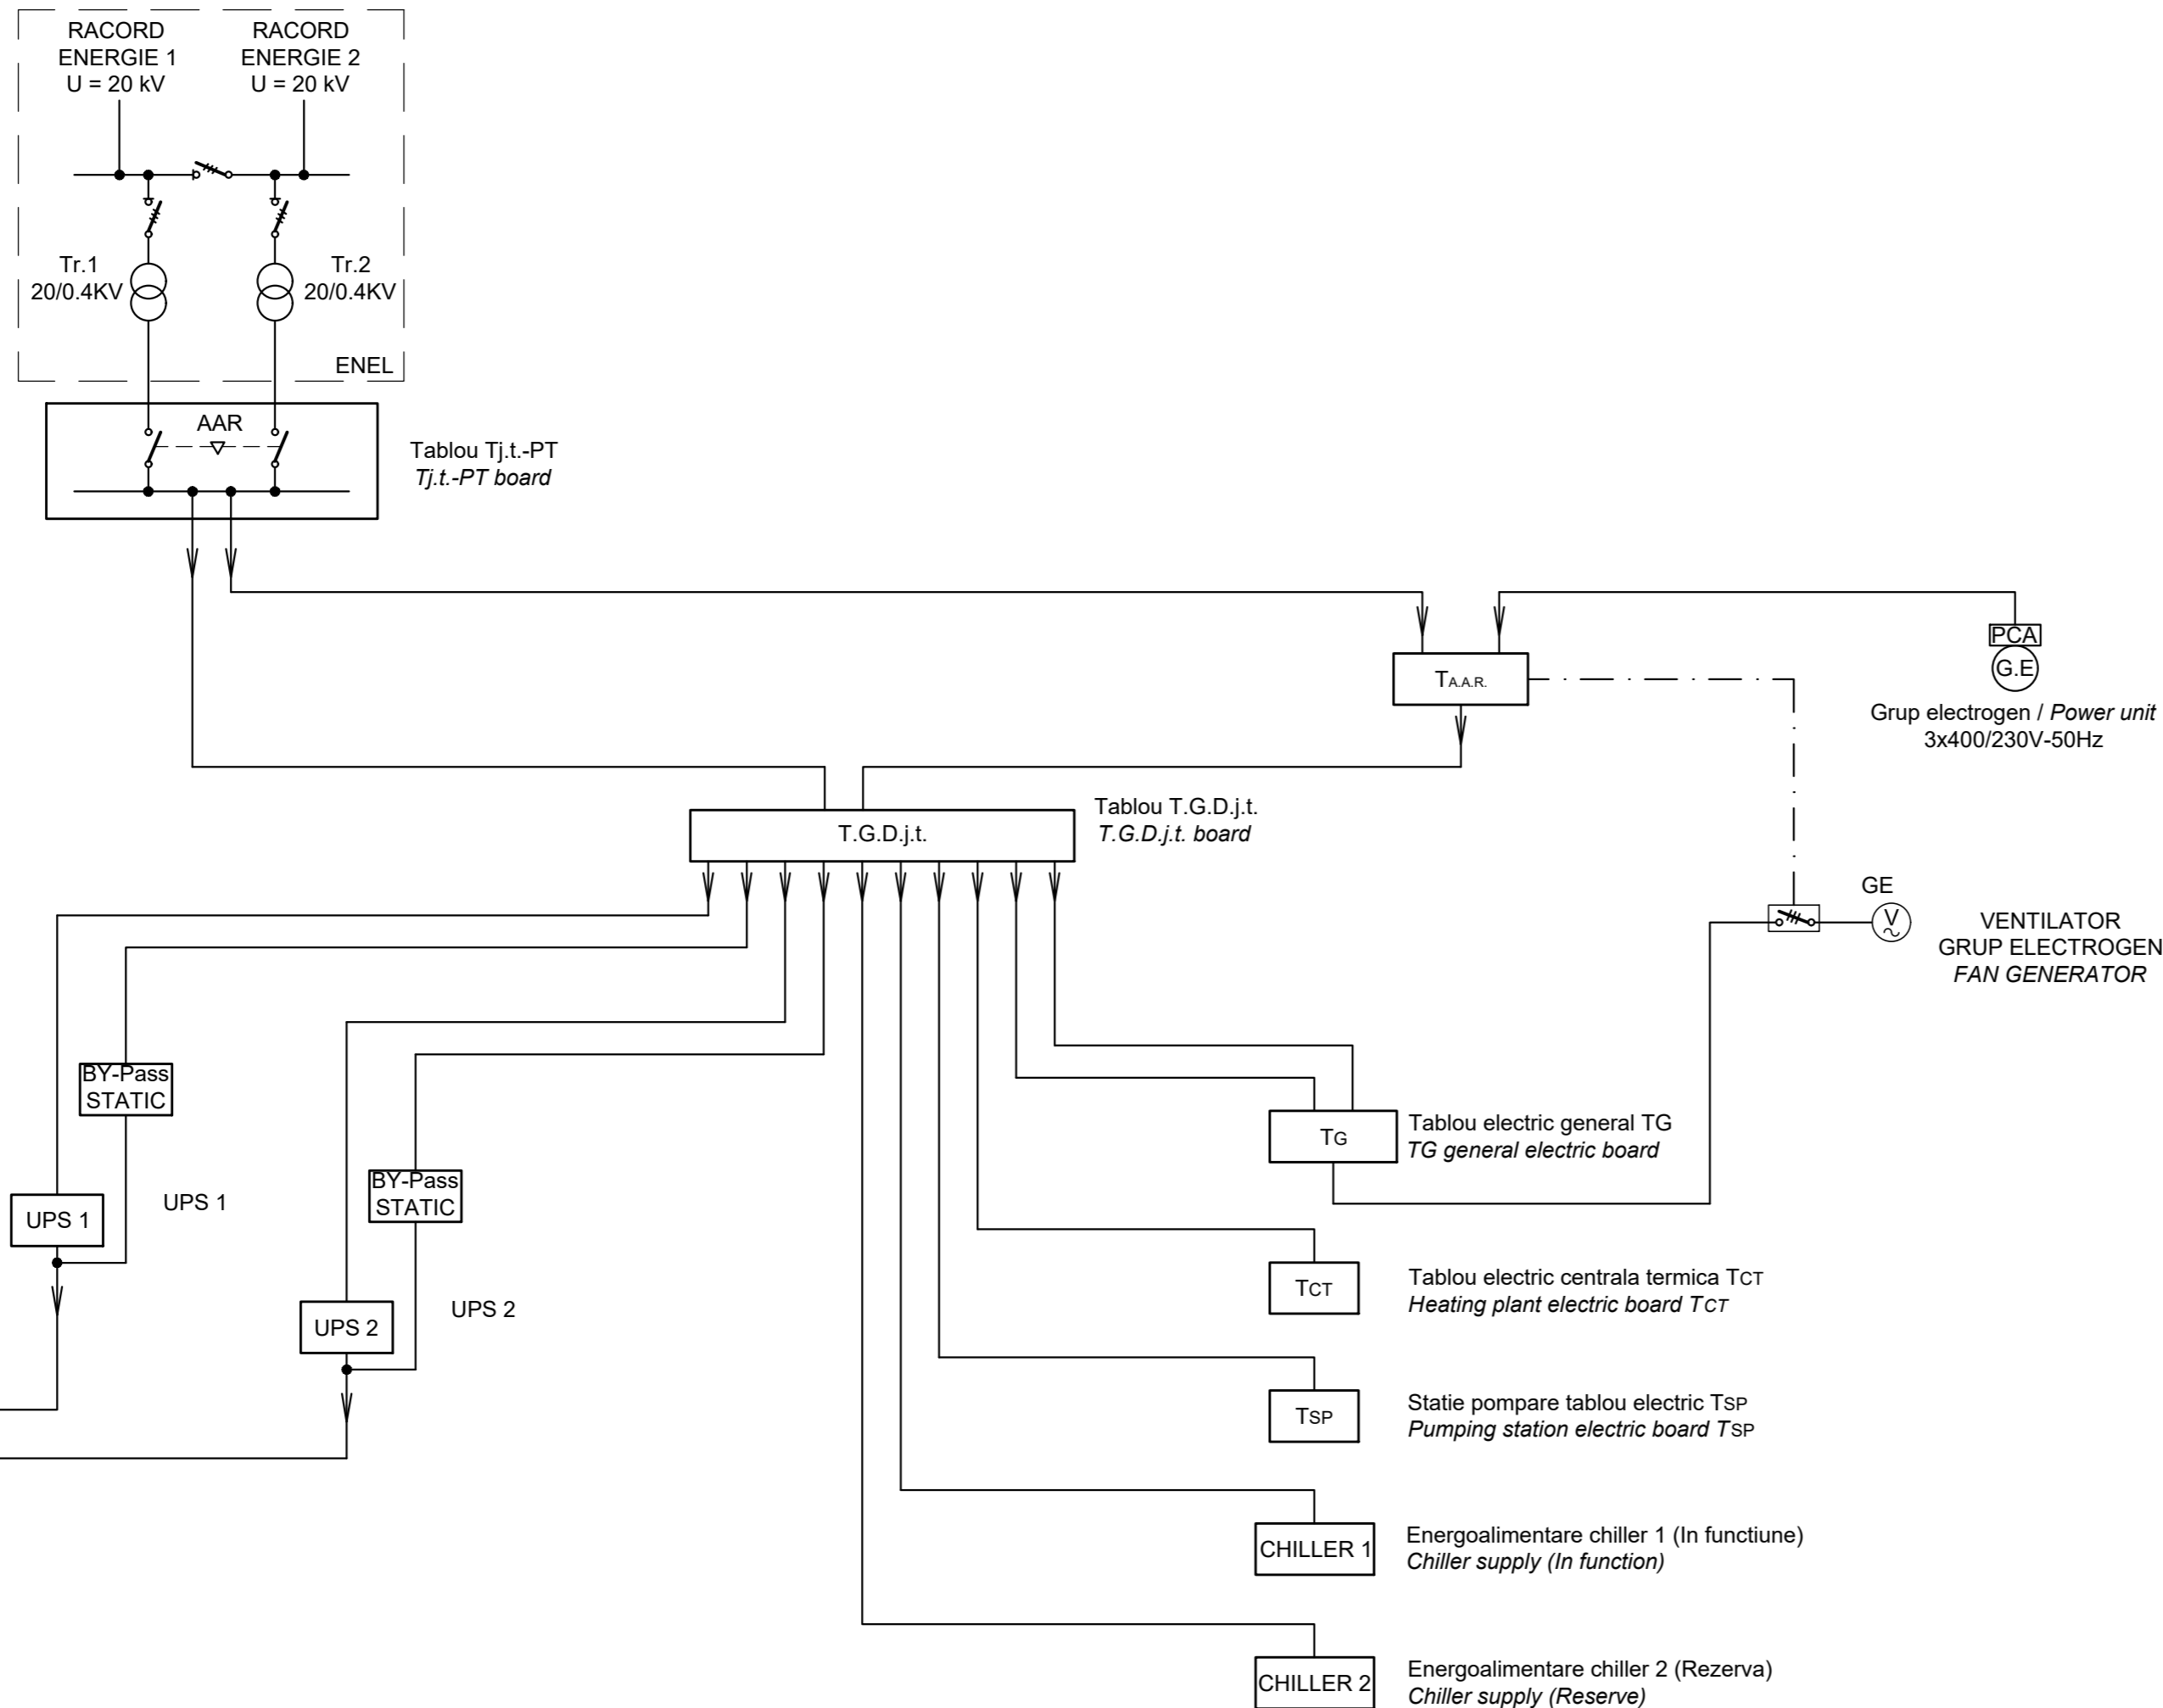 RACORD
ENERGIE 1
U = 20 kV
RACORD
ENERGIE 2
U = 20 kV
Tr.1
20/0.4KV
Tr.2
20/0.4KV
ENEL
AAR
Tablou Tj.t.-PT
Tj.t.-PT board
PCA
G.E
TA.A.R.
Grup electrogen / Power unit
3x400/230V-50Hz
Tablou T.G.D.j.t.
T.G.D.j.t. board
T.G.D.j.t.
GE
V
VENTILATOR
GRUP ELECTROGEN
FAN GENERATOR
BY-Pass
STATIC
UPS 1
UPS 1
BY-Pass
STATIC
UPS 2
UPS 2
TG
Tablou electric general TG
TG general electric board
TCT
Tablou electric centrala termica TCT
Heating plant electric board TCT
TSP
Statie pompare tablou electric TSP
Pumping station electric board TSP
CHILLER 1
Energoalimentare chiller 1 (In functiune)
Chiller supply (In function)
CHILLER 2
Energoalimentare chiller 2 (Rezerva)
Chiller supply (Reserve)